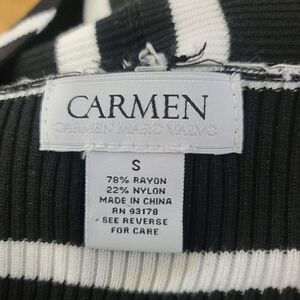 CARMEN
CARMEN MARC VALVO
S
78% RAYON
22% NYLON
MADE IN CHINA
RN 93178
- SEE REVERSE
FOR CARE